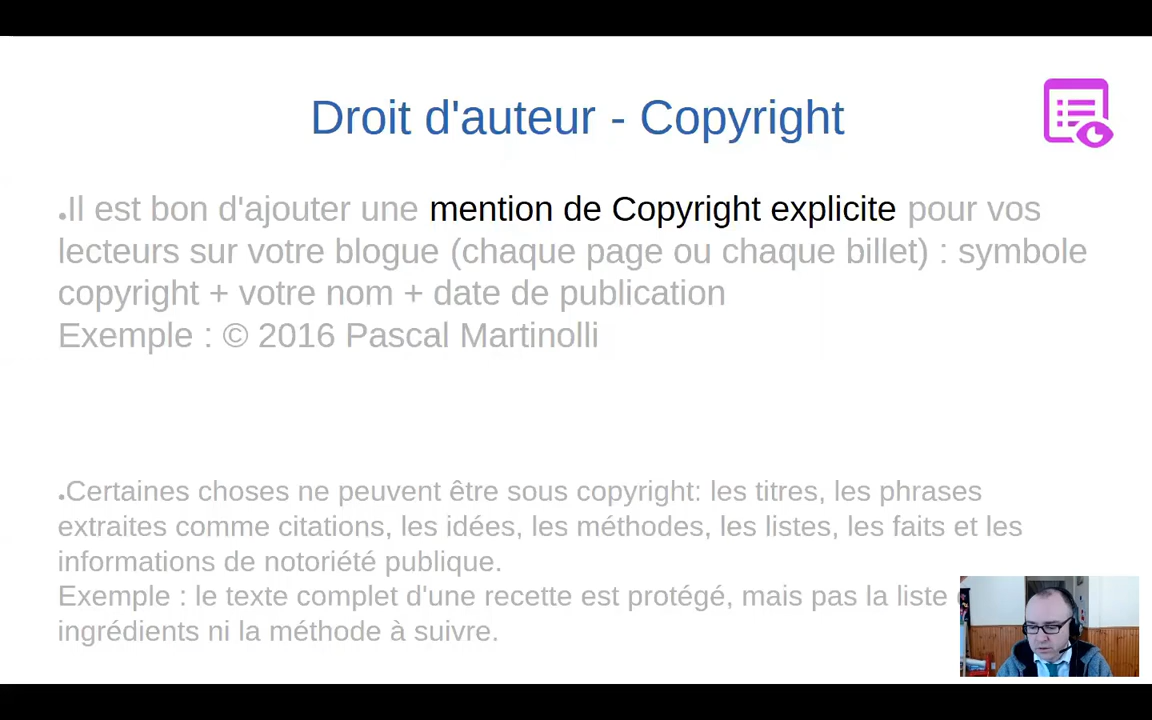 Droit d'auteur - Copyright
•Il est bon d'ajouter une mention de Copyright explicite pour vos
lecteurs sur votre blogue (chaque page ou chaque billet) : symbole
copyright + votre nom + date de publication
Exemple : © 2016 Pascal Martinolli
•Certaines choses ne peuvent être sous copyright: les titres, les phrases
extraites comme citations, les idées, les méthodes, les listes, les faits et les
informations de notoriété publique.
Exemple : le texte complet d'une recette est protégé, mais pas la liste
ingrédients ni la méthode à suivre.